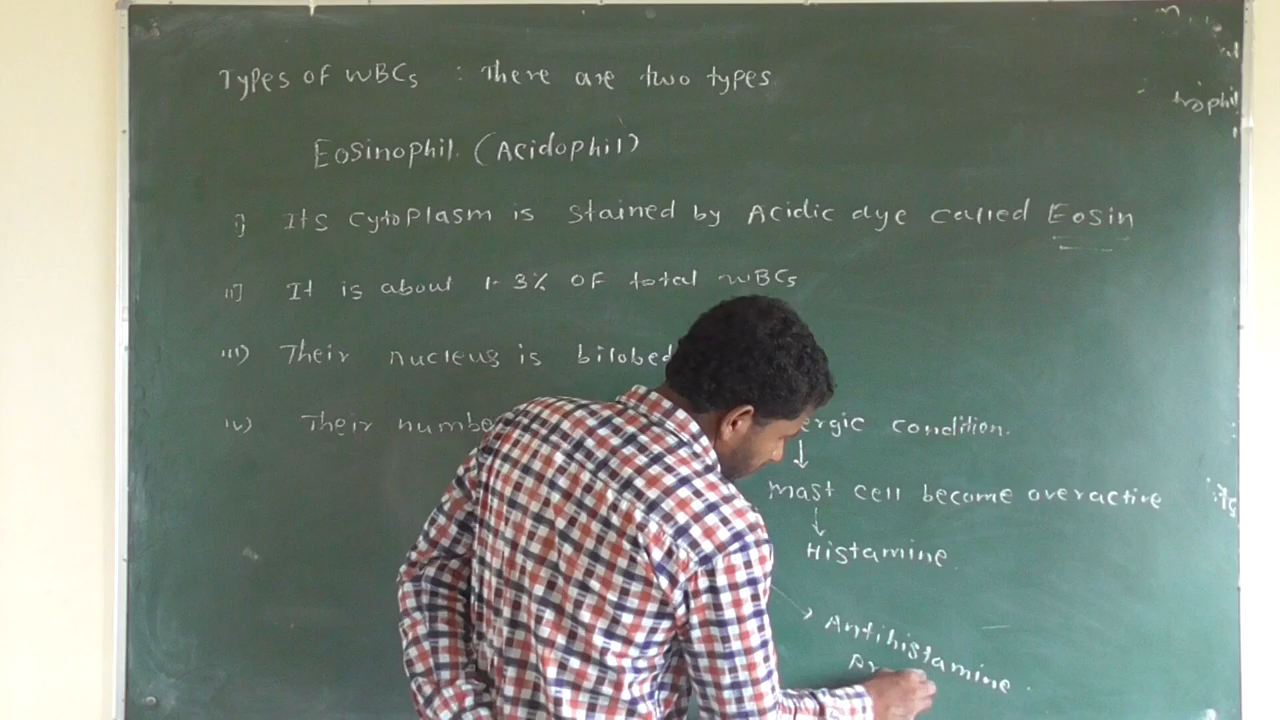 Types of WBCs : There are two types
trophil
Eosinophil. (Acidophil)
i] Its cytoplasm is stained by Acidic dye called Eosin
ii] It is about 1-3% of total WBCs
iii) Their nucleus is bilobed
iv) Their numbe ergic condition.
↓
mast cell become overactive
↓
Histamine
→ Antihistamine